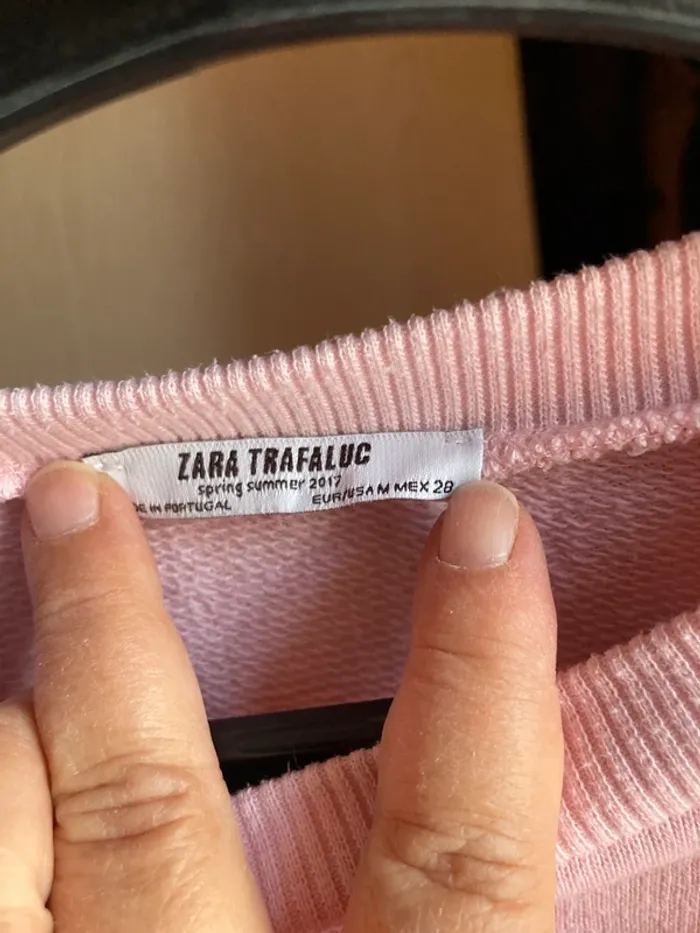 ZARA TRAFALUC
spring summer 2017
DE IN PORTUGAL EUR/USA M MEX 28